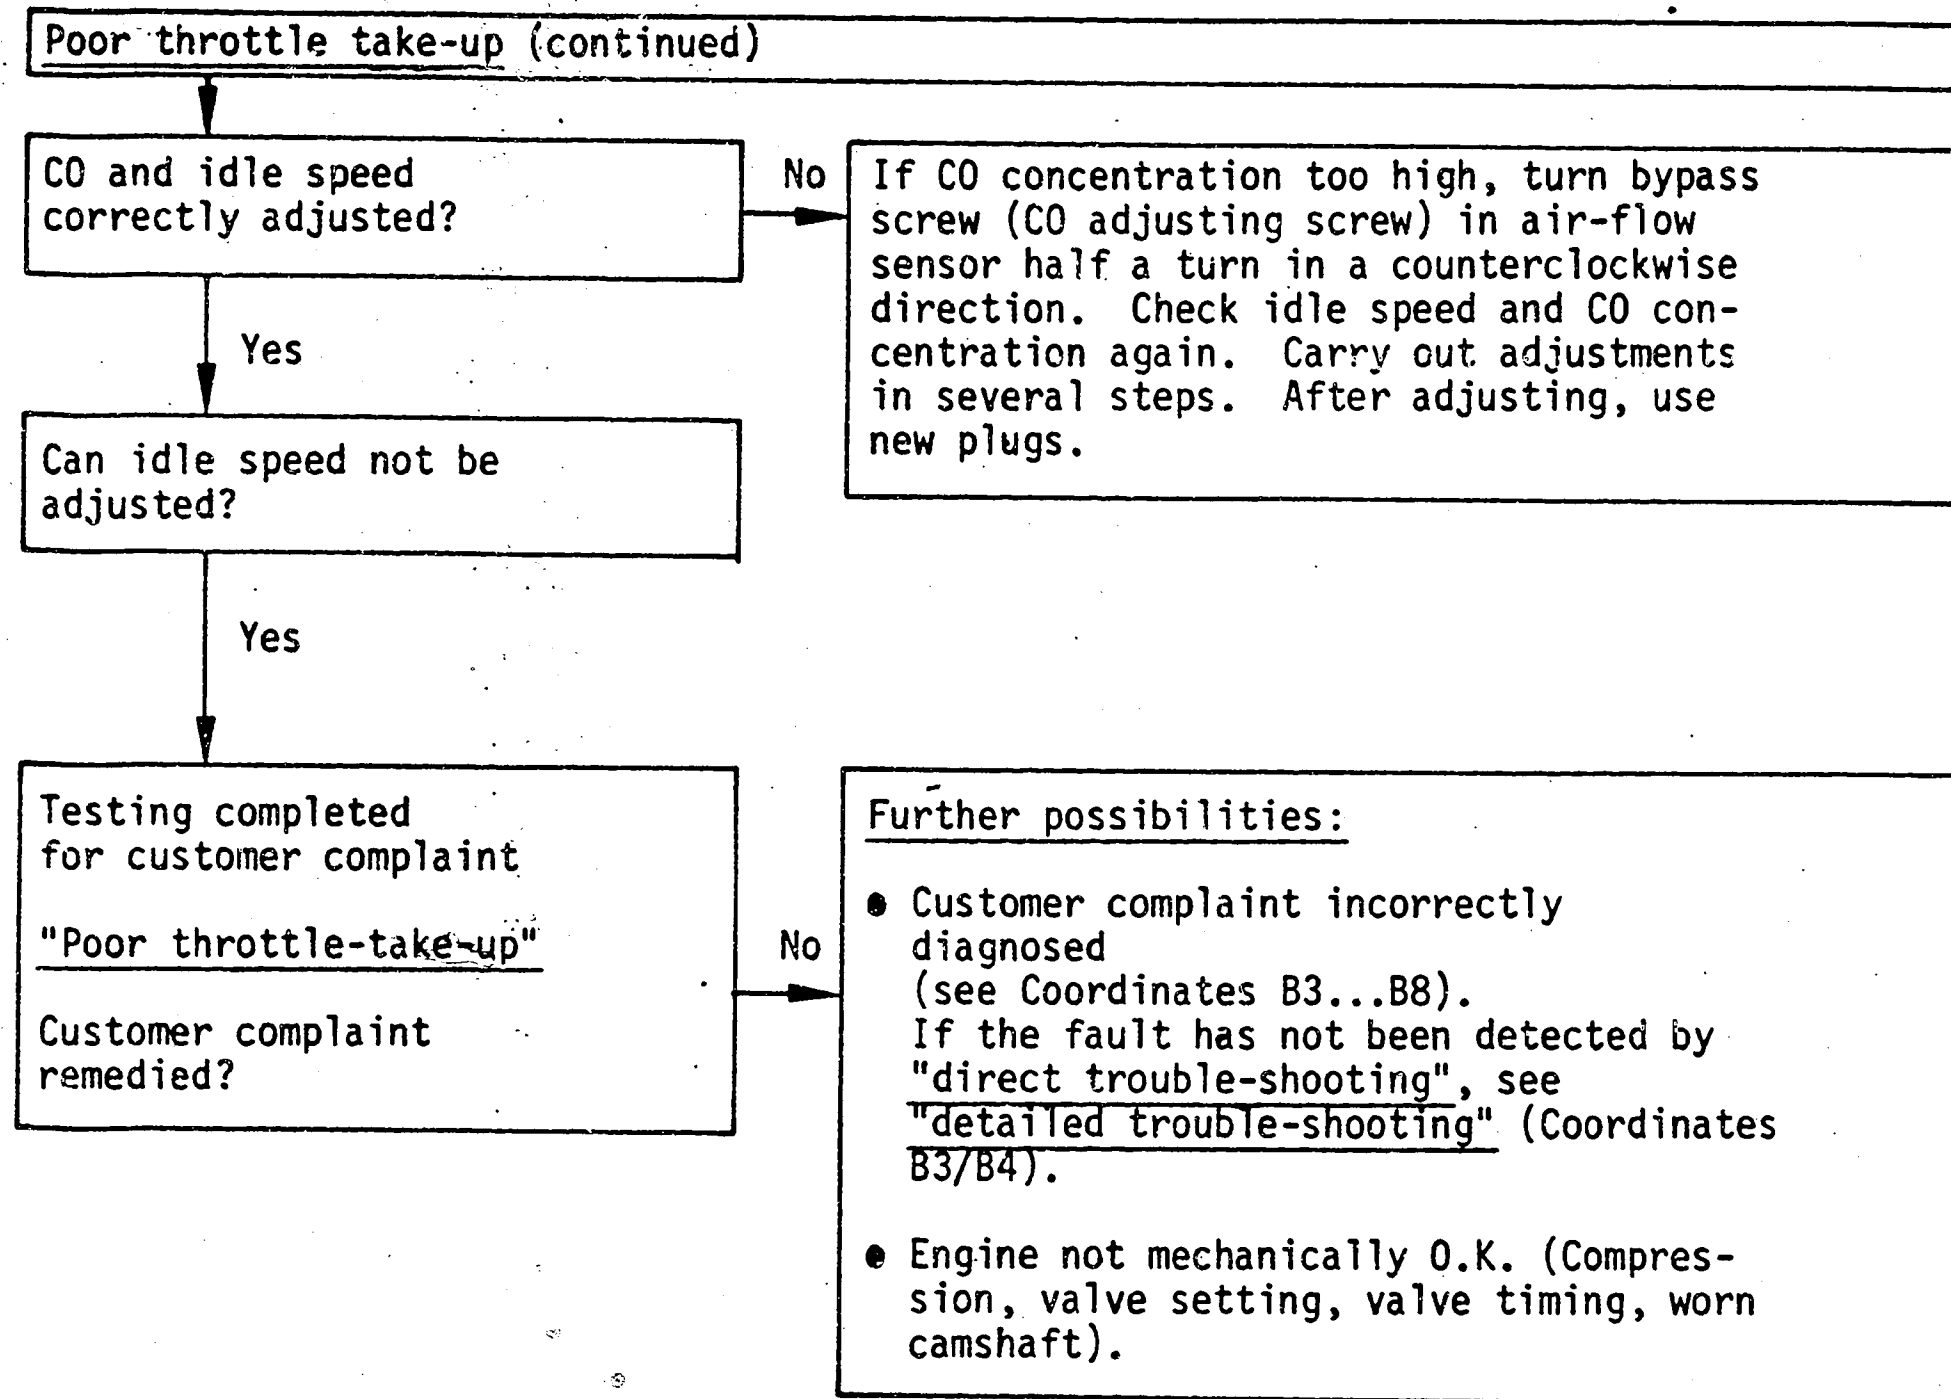 Poor throttle take-up (continued)
CO and idle speed
correctly adjusted?
No
If CO concentration too high, turn bypass
screw (CO adjusting screw) in air-flow
sensor half a turn in a counterclockwise
direction. Check idle speed and CO con-
centration again. Carry out adjustments
in several steps. After adjusting, use
new plugs.
Yes
Can idle speed not be
adjusted?
Yes
Testing completed
for customer complaint
"Poor throttle-take-up"
Customer complaint
remedied?
No
Further possibilities:
● Customer complaint incorrectly
diagnosed
(see Coordinates B3...B8).
If the fault has not been detected by
"direct trouble-shooting", see
"detailed trouble-shooting" (Coordinates
B3/B4).
● Engine not mechanically O.K. (Compres-
sion, valve setting, valve timing, worn
camshaft).